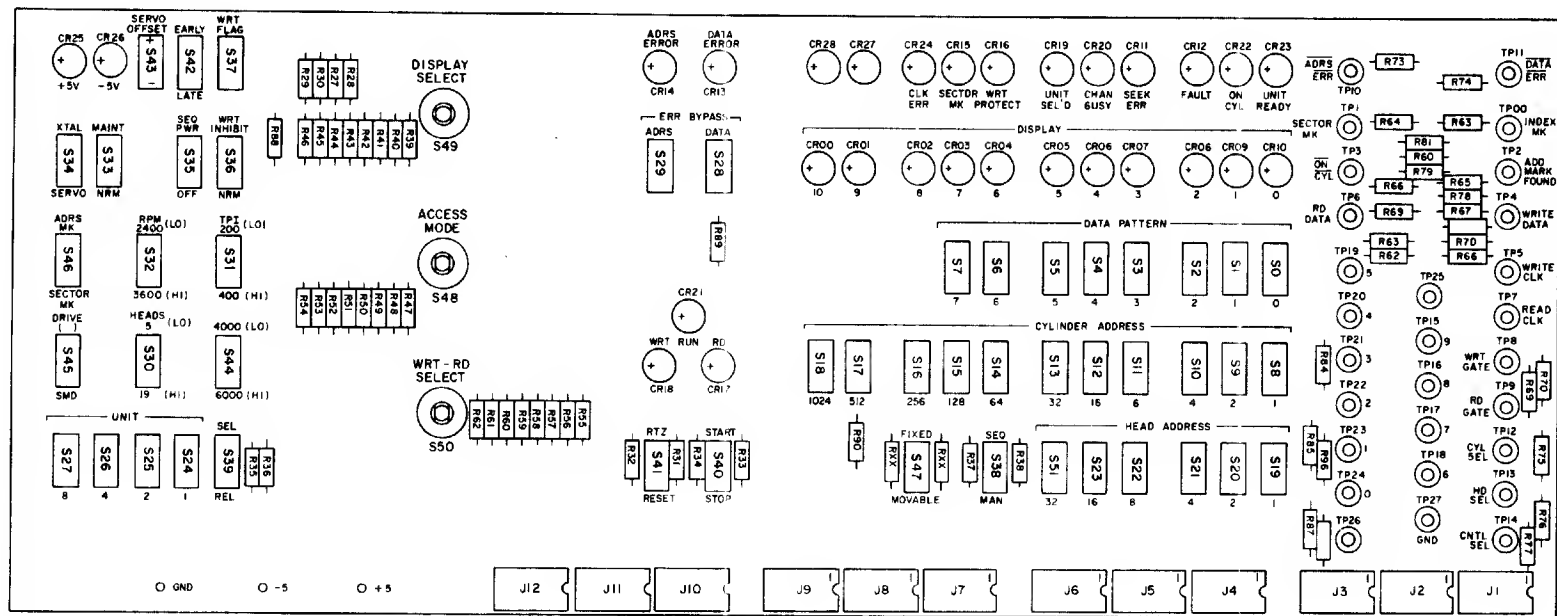 SERVO OFFSET
EARLY
WRT FLAG
CR25
CR26
+
S43
-
S42
S37
+5V
-5V
LATE
XTAL
MAINT
SEQ PWR
WRT INHIBIT
S34
S33
S35
S36
SERVO
NRM
OFF
NRM
ADRS MK
RPM
2400 (LO)
TPI
200 (LO)
S46
S32
S31
SECTOR MK
3600 (HI)
400 (HI)
DRIVE
( )
HEADS
5 (LO)
4000 (LO)
S45
S30
S44
SMD
19 (HI)
6000 (HI)
UNIT
SEL
S27
S26
S25
S24
S39
R35
R36
8
4
2
1
REL
R29
R30
R27
R28
R88
R46
R45
R44
R43
R42
R41
R40
R39
DISPLAY SELECT
S49
ACCESS MODE
S48
R54
R53
R52
R51
R50
R49
R48
R47
WRT-RD SELECT
S50
R62
R61
R60
R59
R58
R57
R56
R55
ADRS ERROR
DATA ERROR
CR14
CR13
ERR BYPASS
ADRS
DATA
S29
S28
R89
CR21
WRT
RUN
RD
CR18
CR17
RTZ
START
R32
S41
R31
R34
S40
R33
RESET
STOP
CR28
CR27
CR24
CR15
CR16
CR19
CR20
CR11
CR12
CR22
CR23
CLK ERR
SECTDR MK
WRT PROTECT
UNIT SEL'D
CHAN 6USY
SEEK ERR
FAULT
ON CYL
UNIT READY
DISPLAY
CR00
CR01
CR02
CR03
CR04
CR05
CR06
CR07
CR06
CR09
CR10
10
9
8
7
6
5
4
3
2
1
0
DATA PATTERN
S7
S6
S5
S4
S3
S2
S1
S0
7
6
5
4
3
2
1
0
CYLINDER ADDRESS
S18
S17
S16
S15
S14
S13
S12
S11
S10
S9
S8
1024
512
256
128
64
32
16
6
4
2
1
R90
FIXED
SEQ
HEAD ADDRESS
RXX
S47
RXX
R37
S38
R38
S51
S23
S22
S21
S20
S19
MOVABLE
MAN
32
16
8
4
2
1
ADRS ERR
TP10
R73
R74
TP11
DATA ERR
TP1
SECTOR MK
R64
R63
TP00
INDEX MK
R81
R60
R79
TP3
ON CYL
TP2
ADD MARK FOUND
R66
R65
R78
R67
TP6
RD DATA
R69
TP4
WRITE DATA
R63
R62
R70
R66
TP19
5
TP5
WRITE CLK
TP25
TP20
4
TP7
READ CLK
TP15
9
TP21
3
R84
TP8
WRT GATE
TP16
8
TP22
2
TP9
RD GATE
R69
R70
TP17
7
TP23
1
R85
R96
TP12
CYL SEL
R75
TP18
6
TP24
0
TP13
HD SEL
TP27
GND
TP26
R87
TP14
CNTL SEL
R76
R77
GND
-5
+5
J12
J11
J10
J9
J8
J7
J6
J5
J4
J3
J2
J1
1
1
1
1
1
1